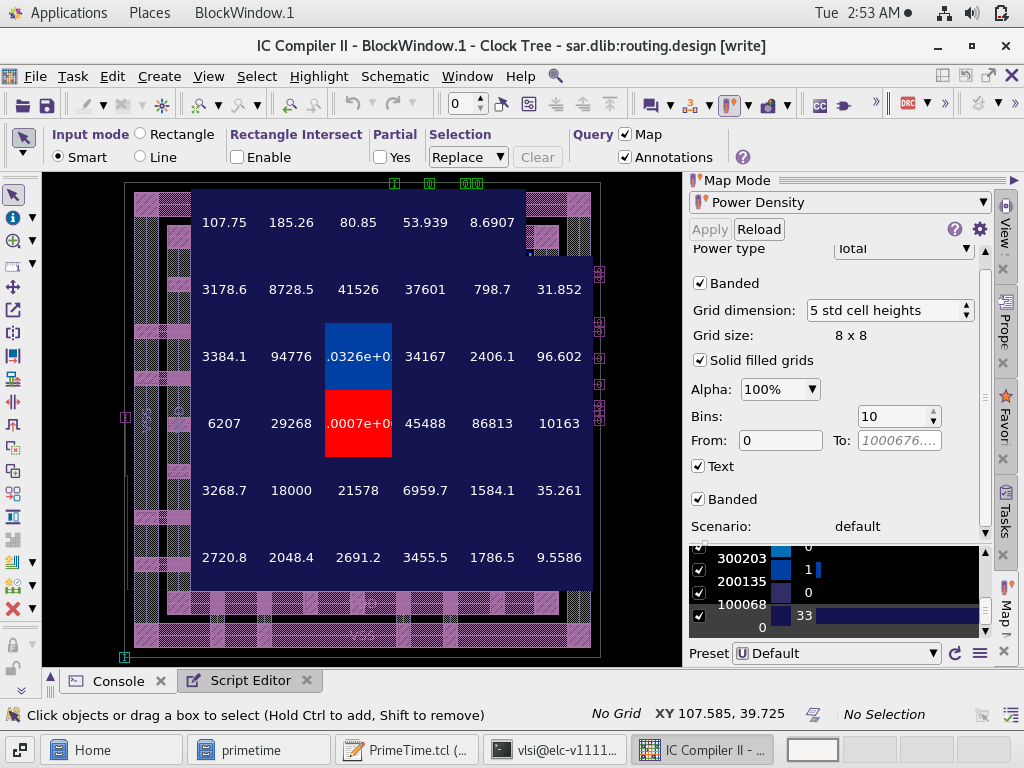 Applications Places BlockWindow.1 Tue 2:53 AM
IC Compiler II - BlockWindow.1 - Clock Tree - sar.dlib:routing.design [write]
File Task Edit Create View Select Highlight Schematic Window Help
0 CC DRC
Input mode Rectangle Rectangle Intersect Partial Selection Query Map
Smart Line Enable Yes Replace Clear Annotations
Map Mode
Power Density
Apply Reload
Power type Total
Banded
Grid dimension: 5 std cell heights
Grid size: 8 x 8
Solid filled grids
Alpha: 100%
Bins: 10
From: 0 To: 1000676....
Text
Banded
Scenario: default
0
300203
1
200135
0
100068
33
0
Preset Default
View
Prope
Favori
Tasks
Map M
107.75 185.26 80.85 53.939 8.6907
3178.6 8728.5 41526 37601 798.7 31.852
3384.1 94776 .0326e+0 34167 2406.1 96.602
6207 29268 .0007e+0 45488 86813 10163
3268.7 18000 21578 6959.7 1584.1 35.261
2720.8 2048.4 2691.2 3455.5 1786.5 9.5586
VSS
VSS
Console Script Editor
Click objects or drag a box to select (Hold Ctrl to add, Shift to remove) No Grid XY 107.585, 39.725 No Selection
Home primetime PrimeTime.tcl (... vlsi@elc-v1111... IC Compiler II - ...